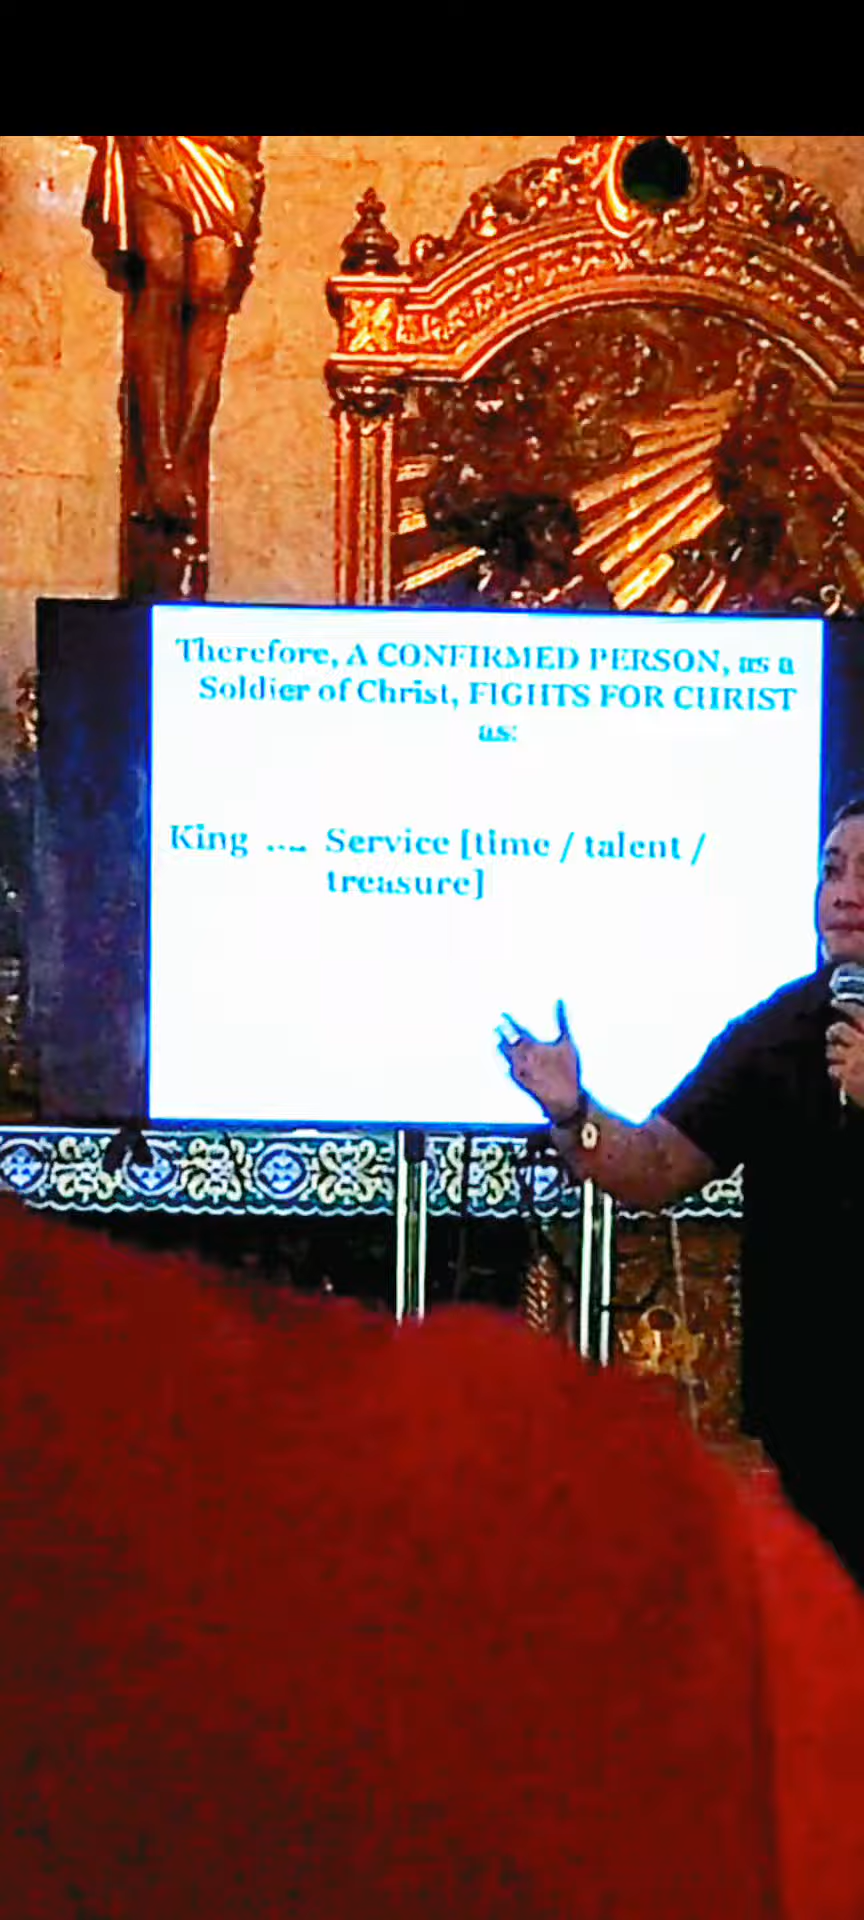 Therefore, A CONFIRMED PERSON, as a
Soldier of Christ, FIGHTS FOR CHRIST
as:
King .... Service [time / talent /
treasure]